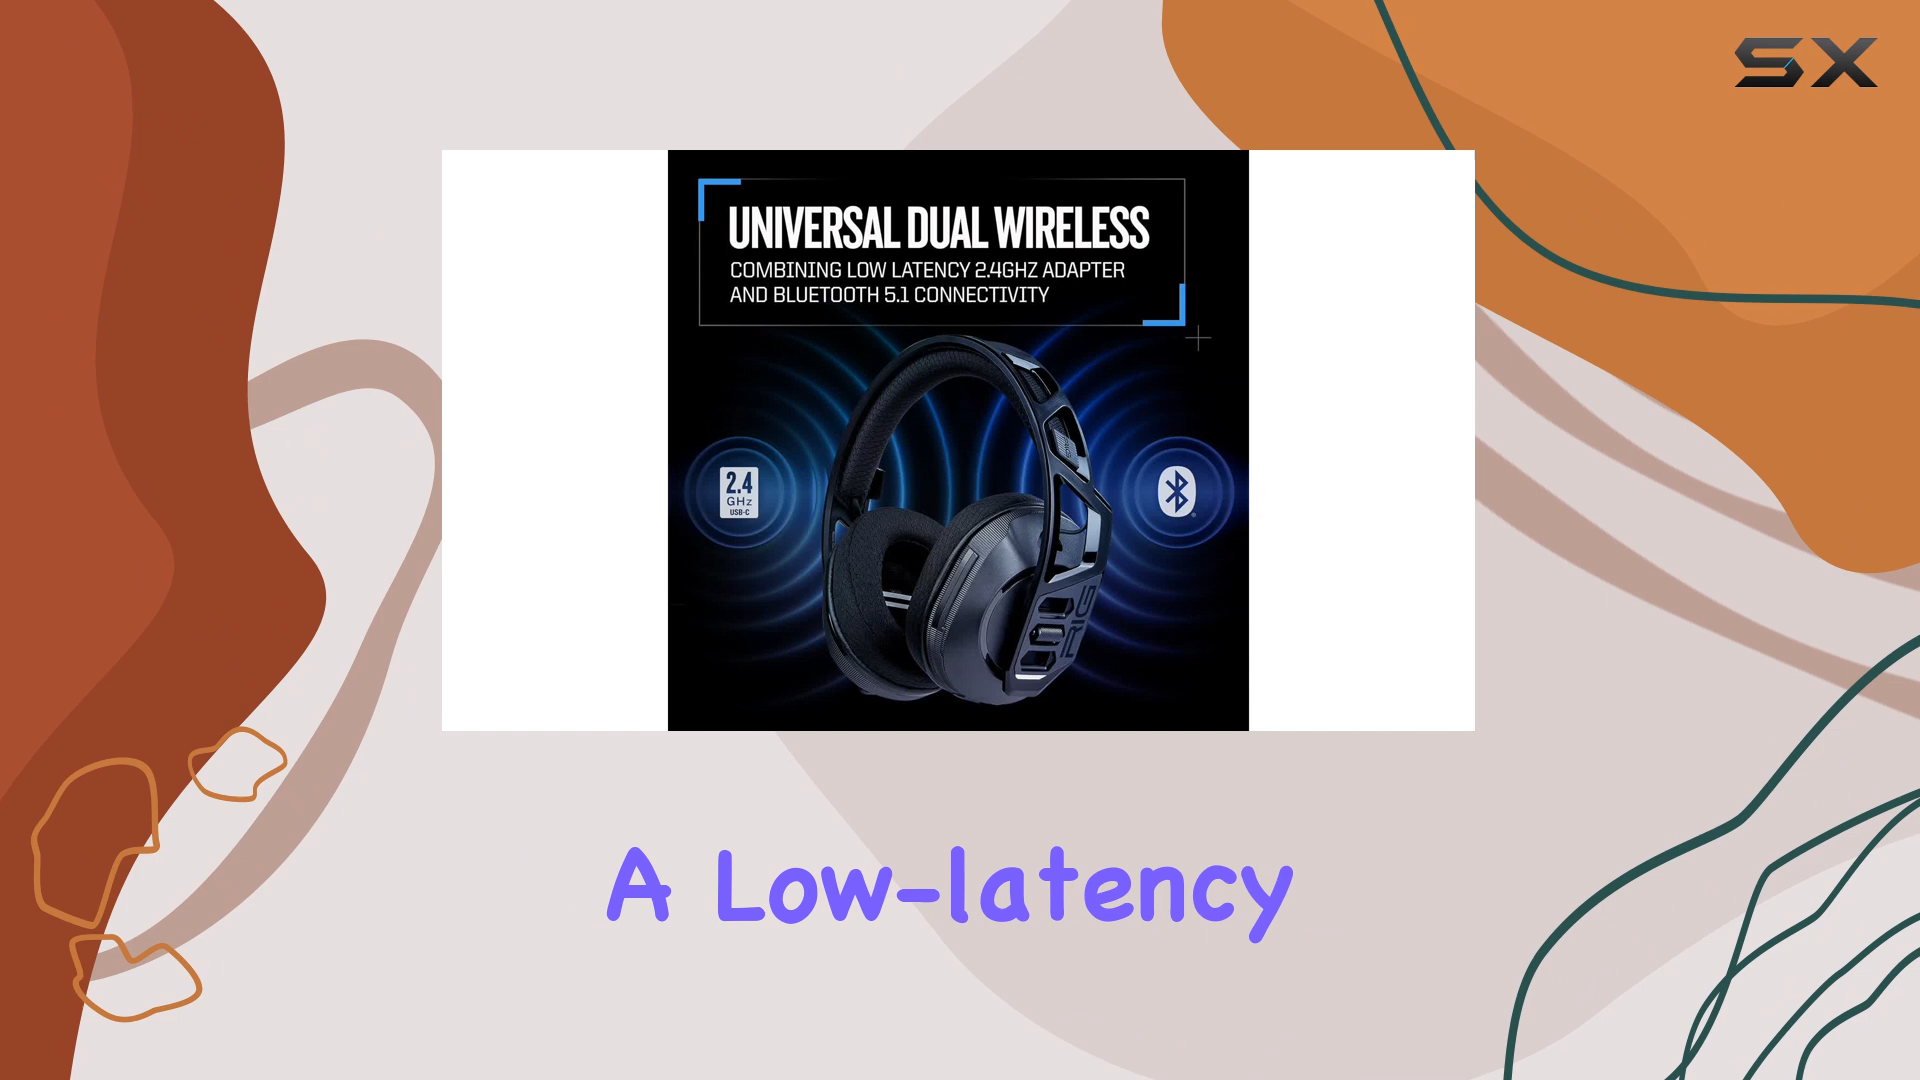 SX
UNIVERSAL DUAL WIRELESS
COMBINING LOW LATENCY 2.4GHZ ADAPTER
AND BLUETOOTH 5.1 CONNECTIVITY
2.4
GHz
USB-C
RIG
A Low-latency